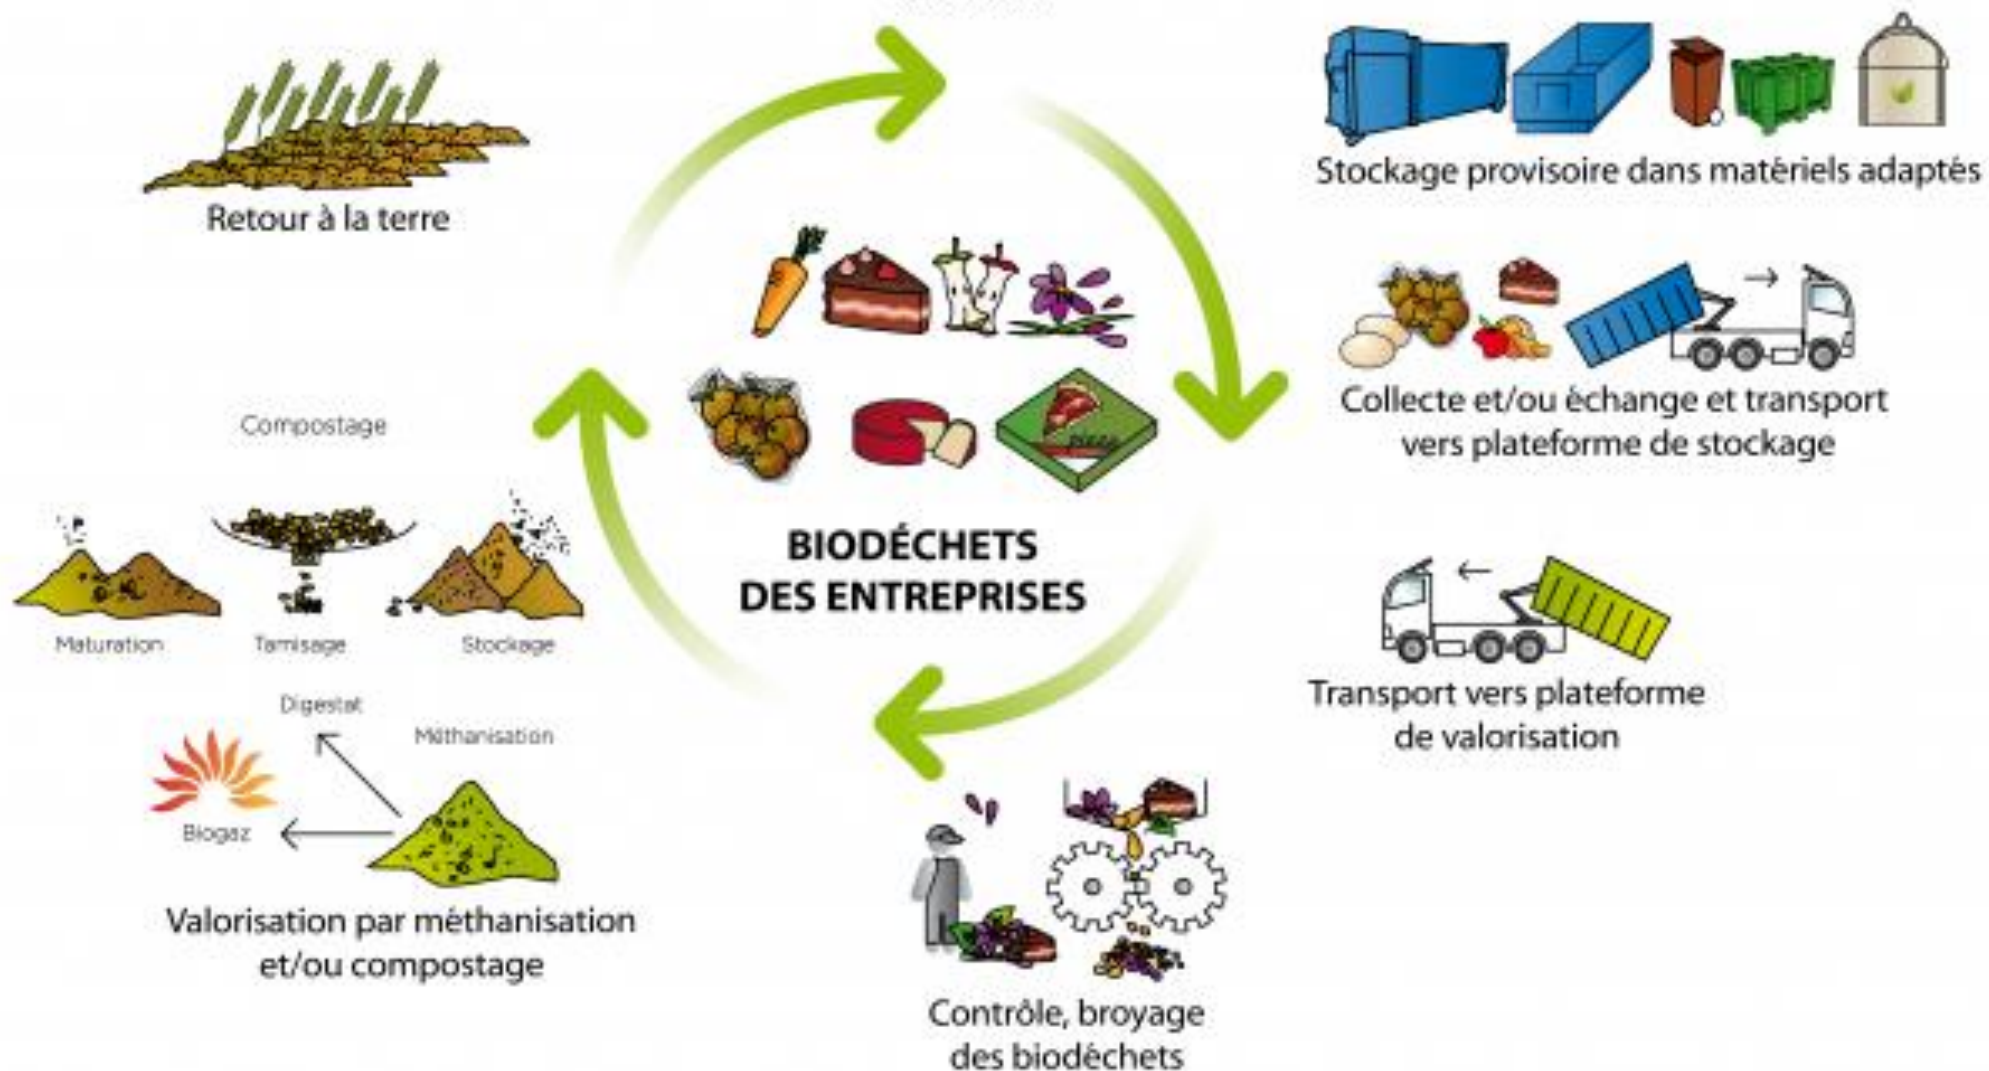 Stockage provisoire dans matériels adaptés
Collecte et/ou échange et transport
vers plateforme de stockage
Transport vers plateforme
de valorisation
Contrôle, broyage
des biodéchets
Valorisation par méthanisation
et/ou compostage
Biogaz
Digestat
Méthanisation
Maturation
Tamisage
Stockage
Compostage
Retour à la terre
BIODÉCHETS
DES ENTREPRISES